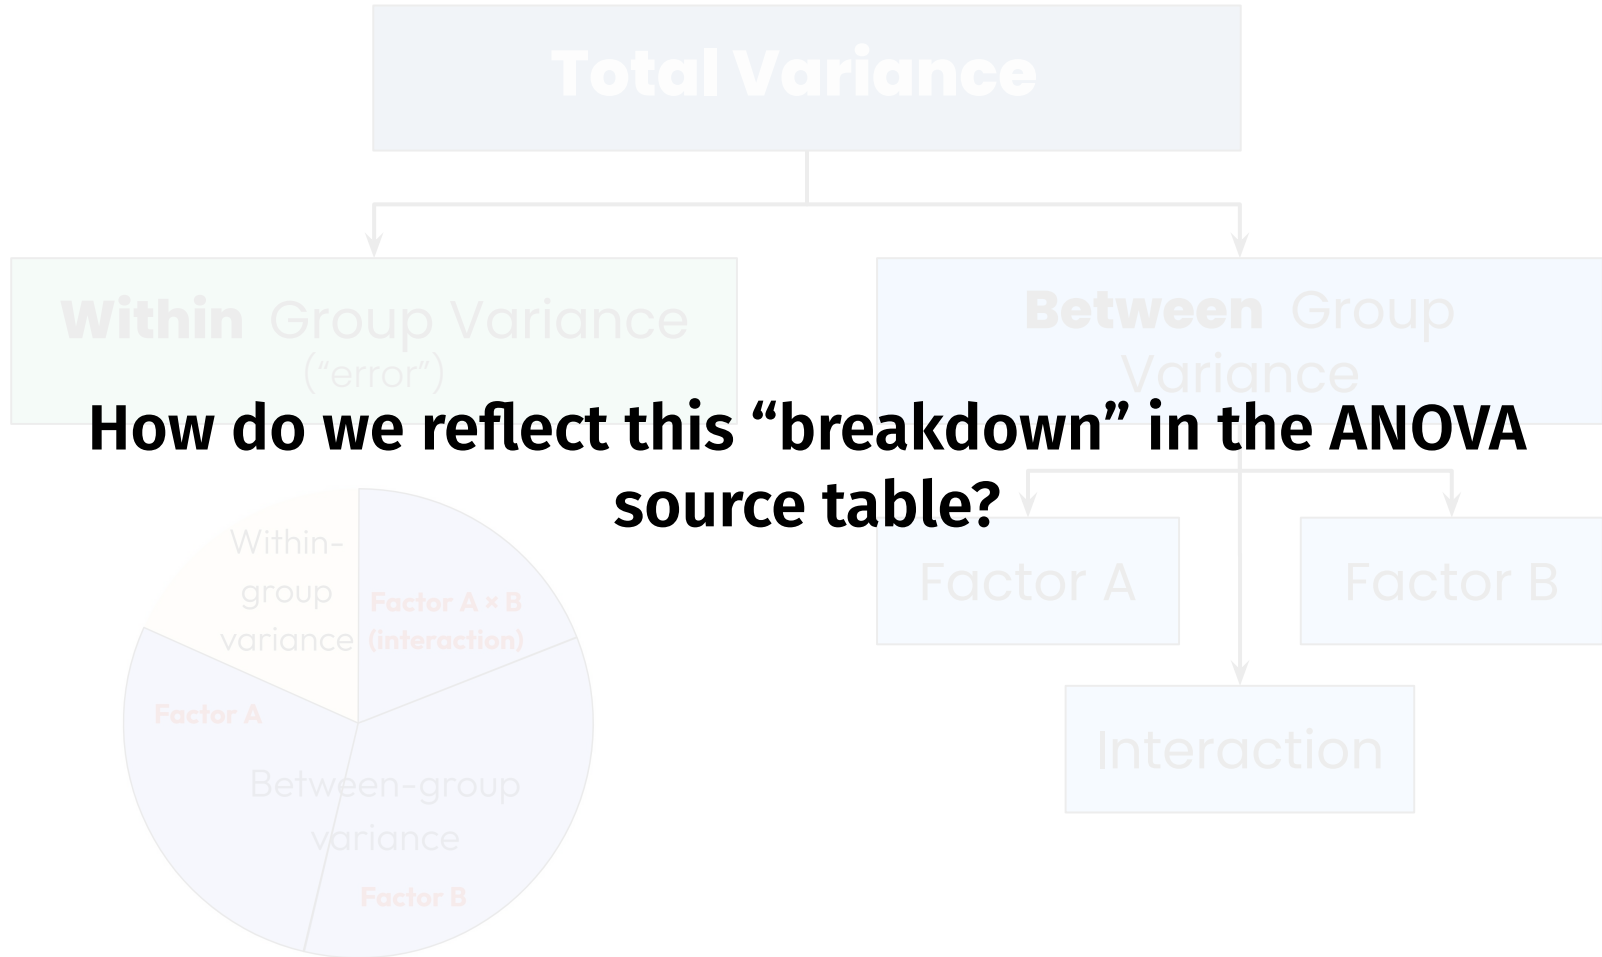 Total Variance
Within Group Variance
(“error”)
Between Group
Variance
How do we reflect this “breakdown” in the ANOVA
source table?
Within-
group
variance
Factor A × B
(interaction)
Factor A
Between-group
variance
Factor B
Factor A
Factor B
Interaction